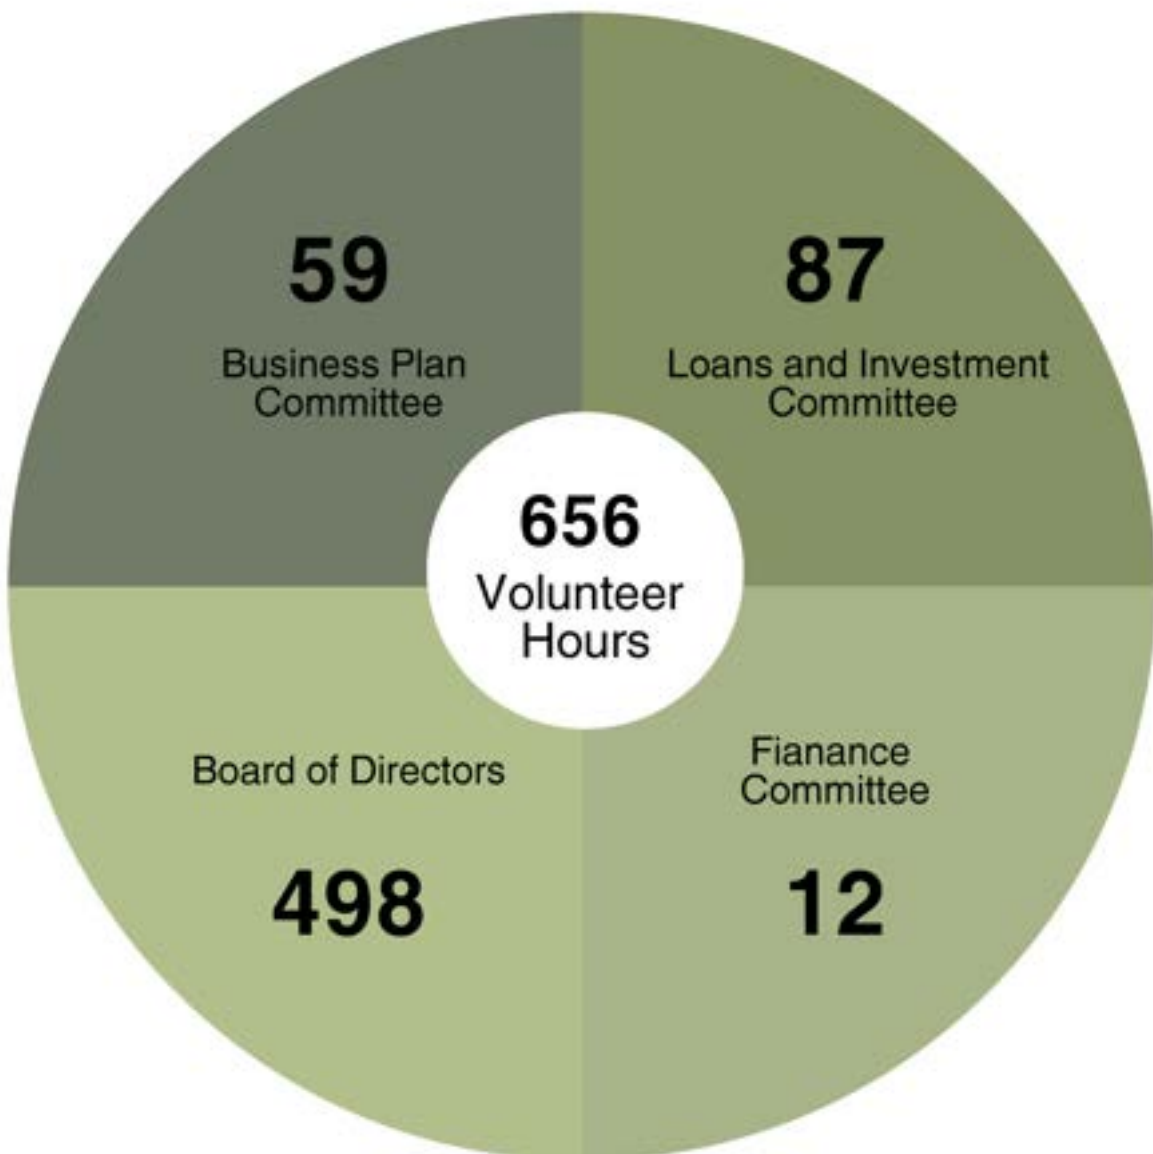 59
Business Plan
Committee
87
Loans and Investment
Committee
656
Volunteer
Hours
Board of Directors
498
Fianance
Committee
12